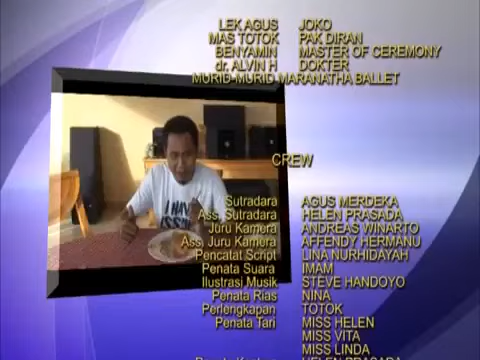 LEK AGUS JOKO
MAS TOTOK PAK DIRAN
BENYAMIN MASTER OF CEREMONY
dr. ALVIN H DOKTER
MURID-MURID MARANATHA BALLET
CREW
Sutradara AGUS MERDEKA
Ass. Sutradara HELEN PRASADA
Juru Kamera ANDREAS WINARTO
Ass. Juru Kamera AFFENDY HERMANU
Pencatat Script LINA NURHIDAYAH
Penata Suara IMAM
Ilustrasi Musik STEVE HANDOYO
Penata Rias NINA
Perlengkapan TOTOK
Penata Tari MISS HELEN
MISS VITA
MISS LINDA
HELEN PRASADA